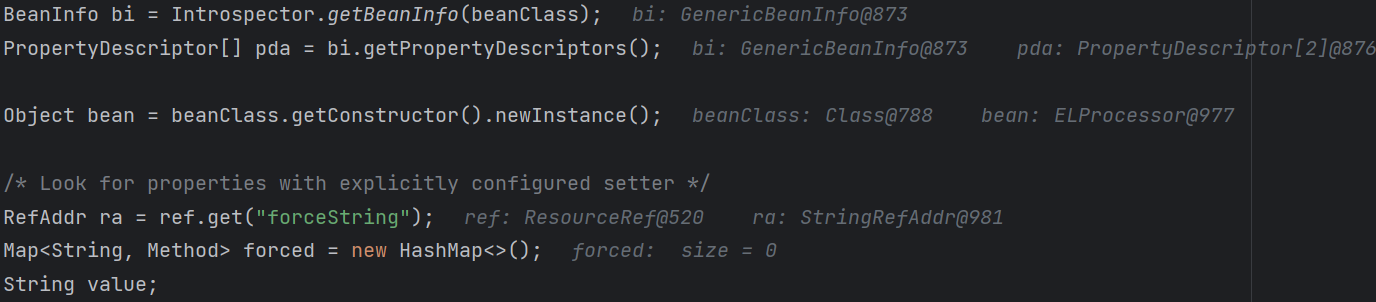 BeanInfo bi = Introspector.getBeanInfo(beanClass);  bi: GenericBeanInfo@873
PropertyDescriptor[] pda = bi.getPropertyDescriptors();  bi: GenericBeanInfo@873    pda: PropertyDescriptor[2]@876
Object bean = beanClass.getConstructor().newInstance();  beanClass: Class@788    bean: ELProcessor@977
/* Look for properties with explicitly configured setter */
RefAddr ra = ref.get("forceString");  ref: ResourceRef@520    ra: StringRefAddr@981
Map<String, Method> forced = new HashMap<>();  forced:  size = 0
String value;